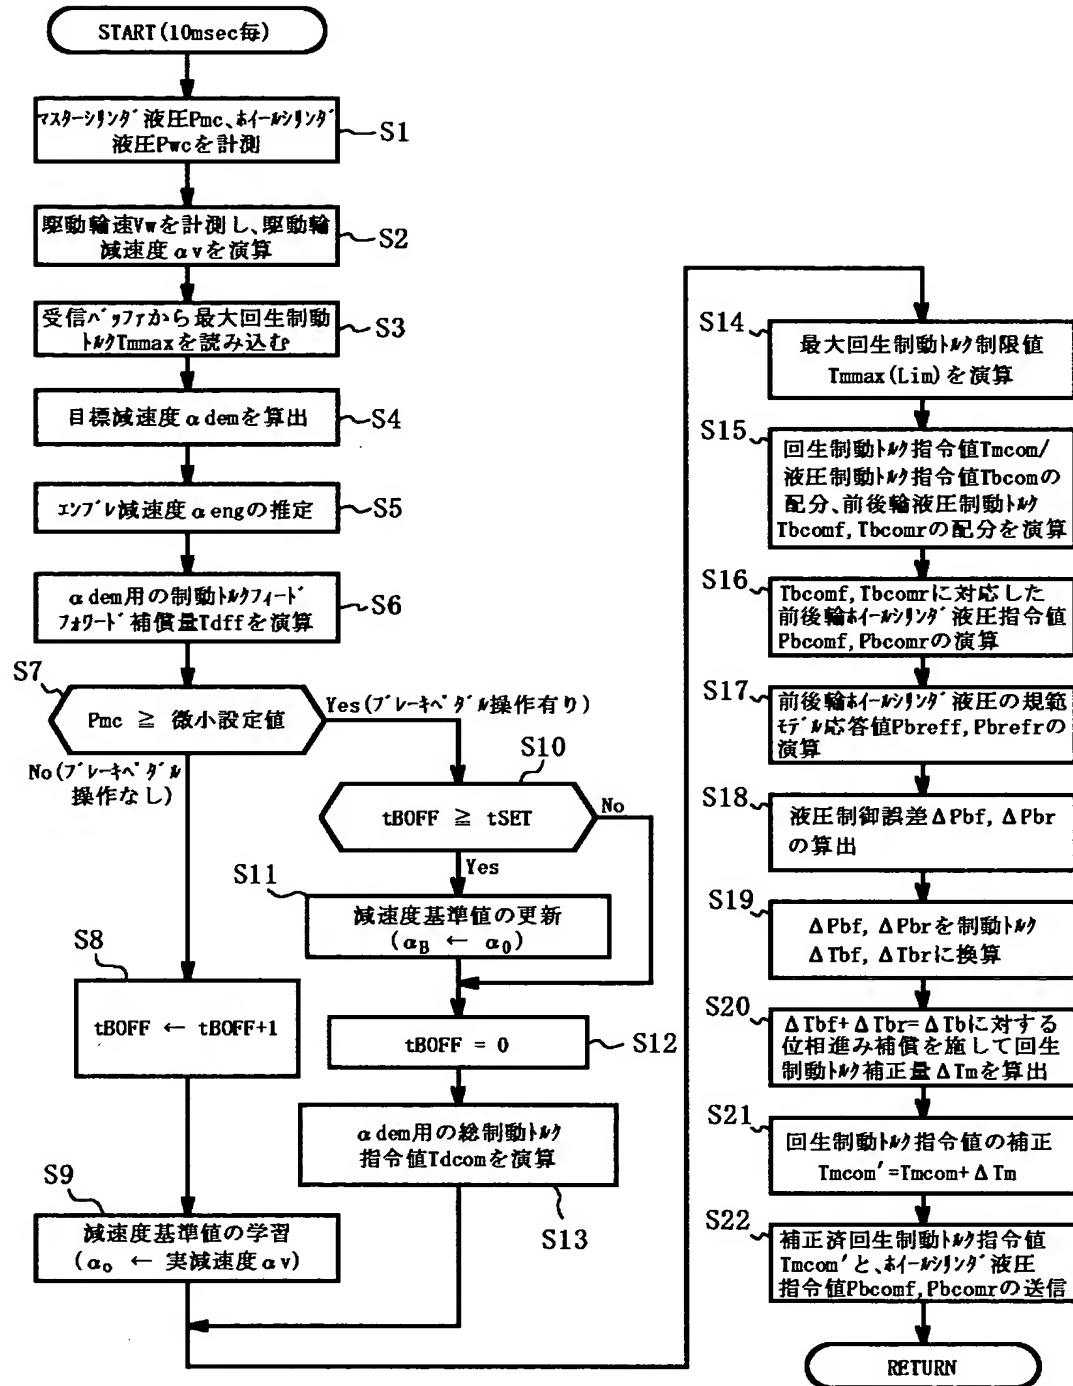 START(10msec毎)
マスターシリンダ液圧Pmc、ホイールシリンダ
液圧Pwcを計測
S1
駆動輪速Vwを計測し、駆動輪
減速度αvを演算
S2
受信バッファから最大回生制動
トルクTmmaxを読み込む
S3
目標減速度αdemを算出
S4
エンブレ減速度αengの推定
S5
αdem用の制動トルクフィード
フォワード補償量Tdffを演算
S6
S7
Pmc ≧ 微小設定値
Yes(ブレーキペダル操作有り)
No(ブレーキペダル
操作なし)
S10
tBOFF ≧ tSET
No
Yes
S11
減速度基準値の更新
(αB ← α0)
S8
tBOFF ← tBOFF+1
tBOFF = 0
S12
αdem用の総制動トルク
指令値Tdcomを演算
S13
S9
減速度基準値の学習
(αo ← 実減速度αv)
S14
最大回生制動トルク制限値
Tmmax(Lim)を演算
S15
回生制動トルク指令値Tmcom/
液圧制動トルク指令値Tbcomの
配分、前後輪液圧制動トルク
Tbcomf,Tbcomrの配分を演算
S16
Tbcomf,Tbcomrに対応した
前後輪ホイールシリンダ液圧指令値
Pbcomf,Pbcomrの演算
S17
前後輪ホイールシリンダ液圧の規範
モデル応答値Pbreff,Pbrefrの
演算
S18
液圧制御誤差ΔPbf,ΔPbr
の算出
S19
ΔPbf,ΔPbrを制動トルク
ΔTbf,ΔTbrに換算
S20
ΔTbf+ΔTbr=ΔTbに対する
位相進み補償を施して回生
制動トルク補正量ΔTmを算出
S21
回生制動トルク指令値の補正
Tmcom'=Tmcom+ΔTm
S22
補正済回生制動トルク指令値
Tmcom'と、ホイールシリンダ液圧
指令値Pbcomf,Pbcomrの送信
RETURN